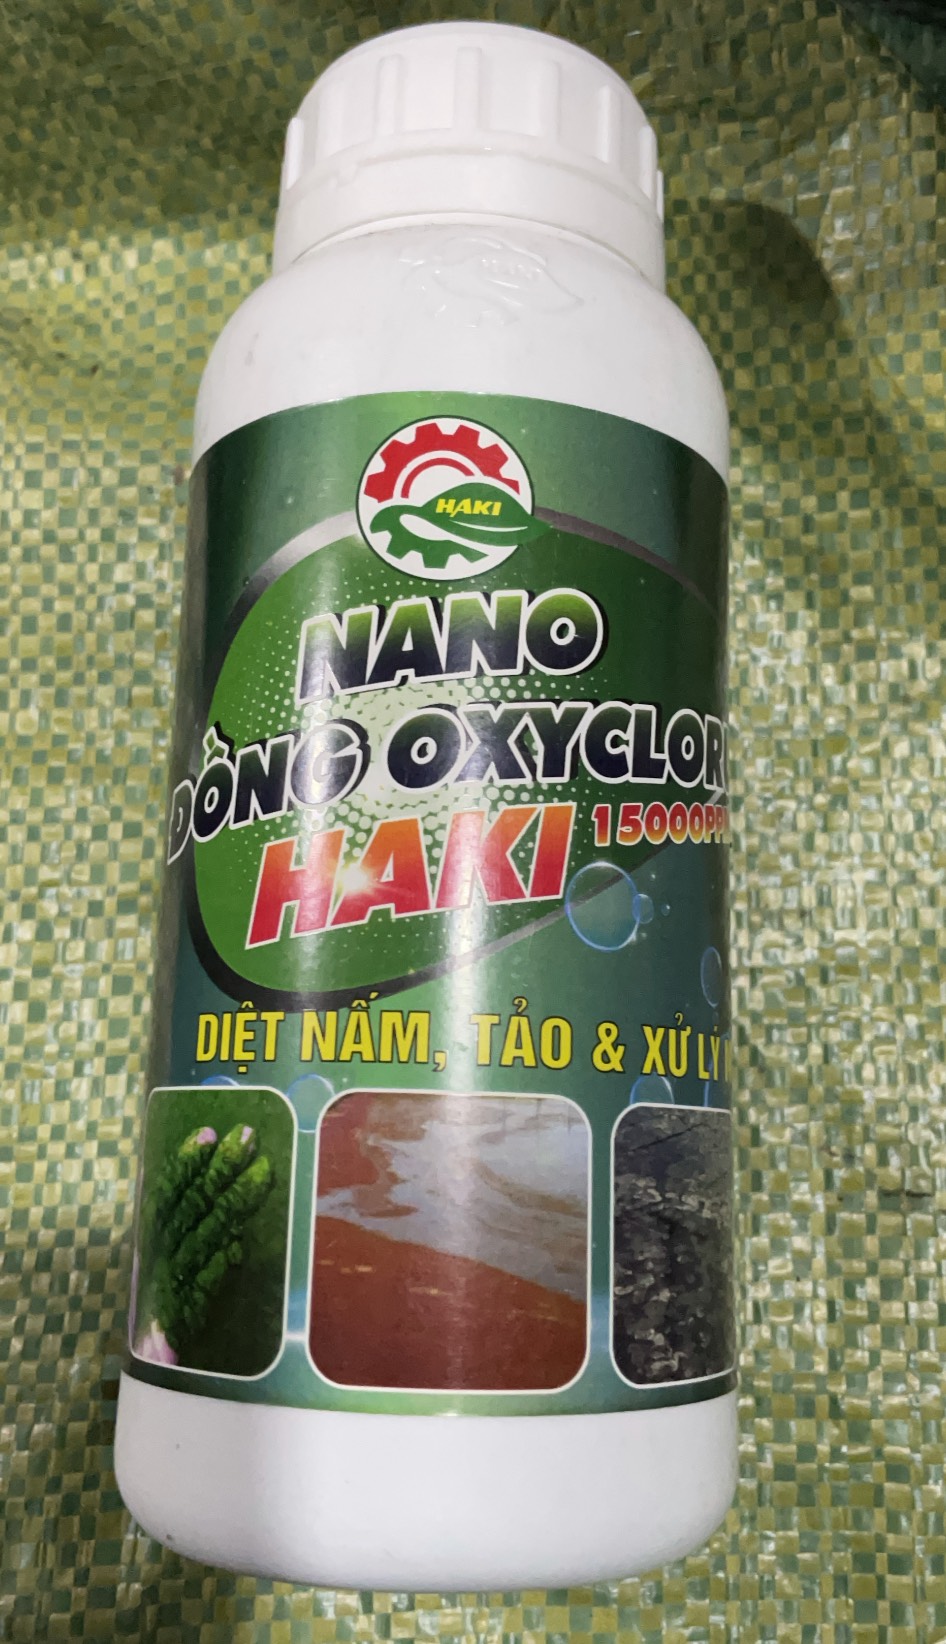 HAKI
NANO
ĐỒNG OXYCLOR
HAKI 15000PP
DIỆT NẤM, TẢO & XỬ LÝ